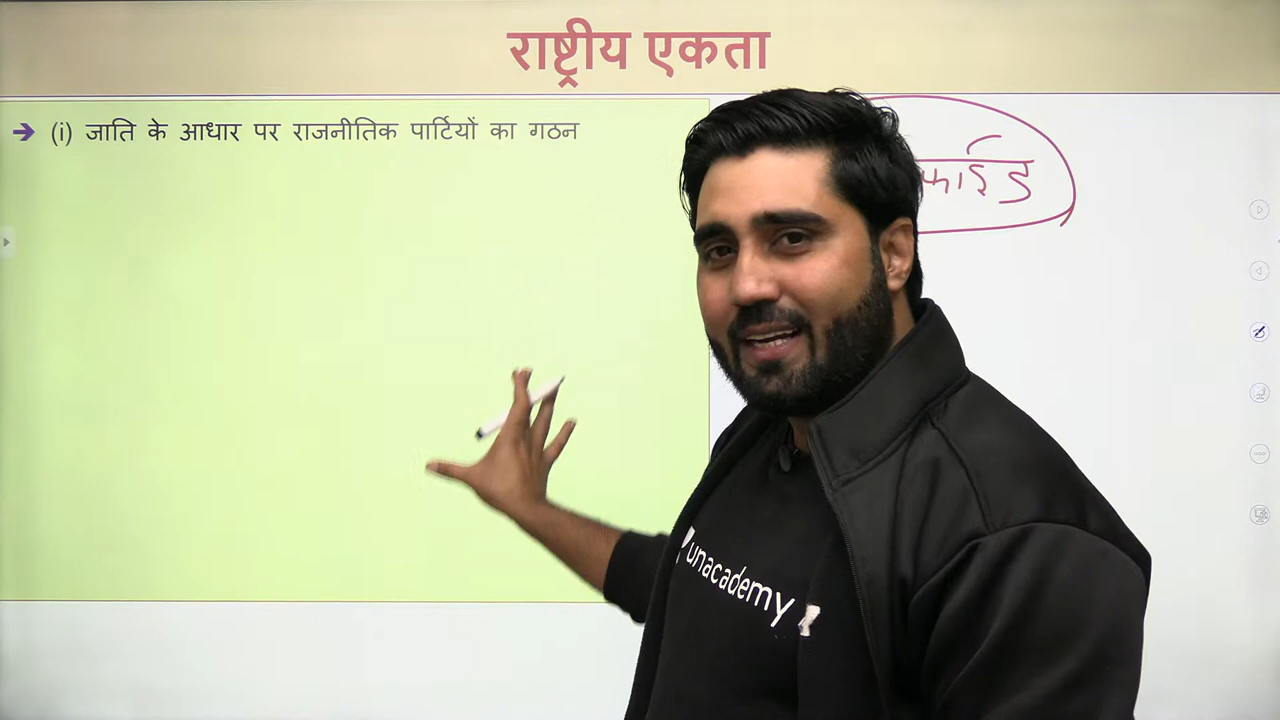 राष्ट्रीय एकता
➔ (i) जाति के आधार पर राजनीतिक पार्टियों का गठन
unacademy